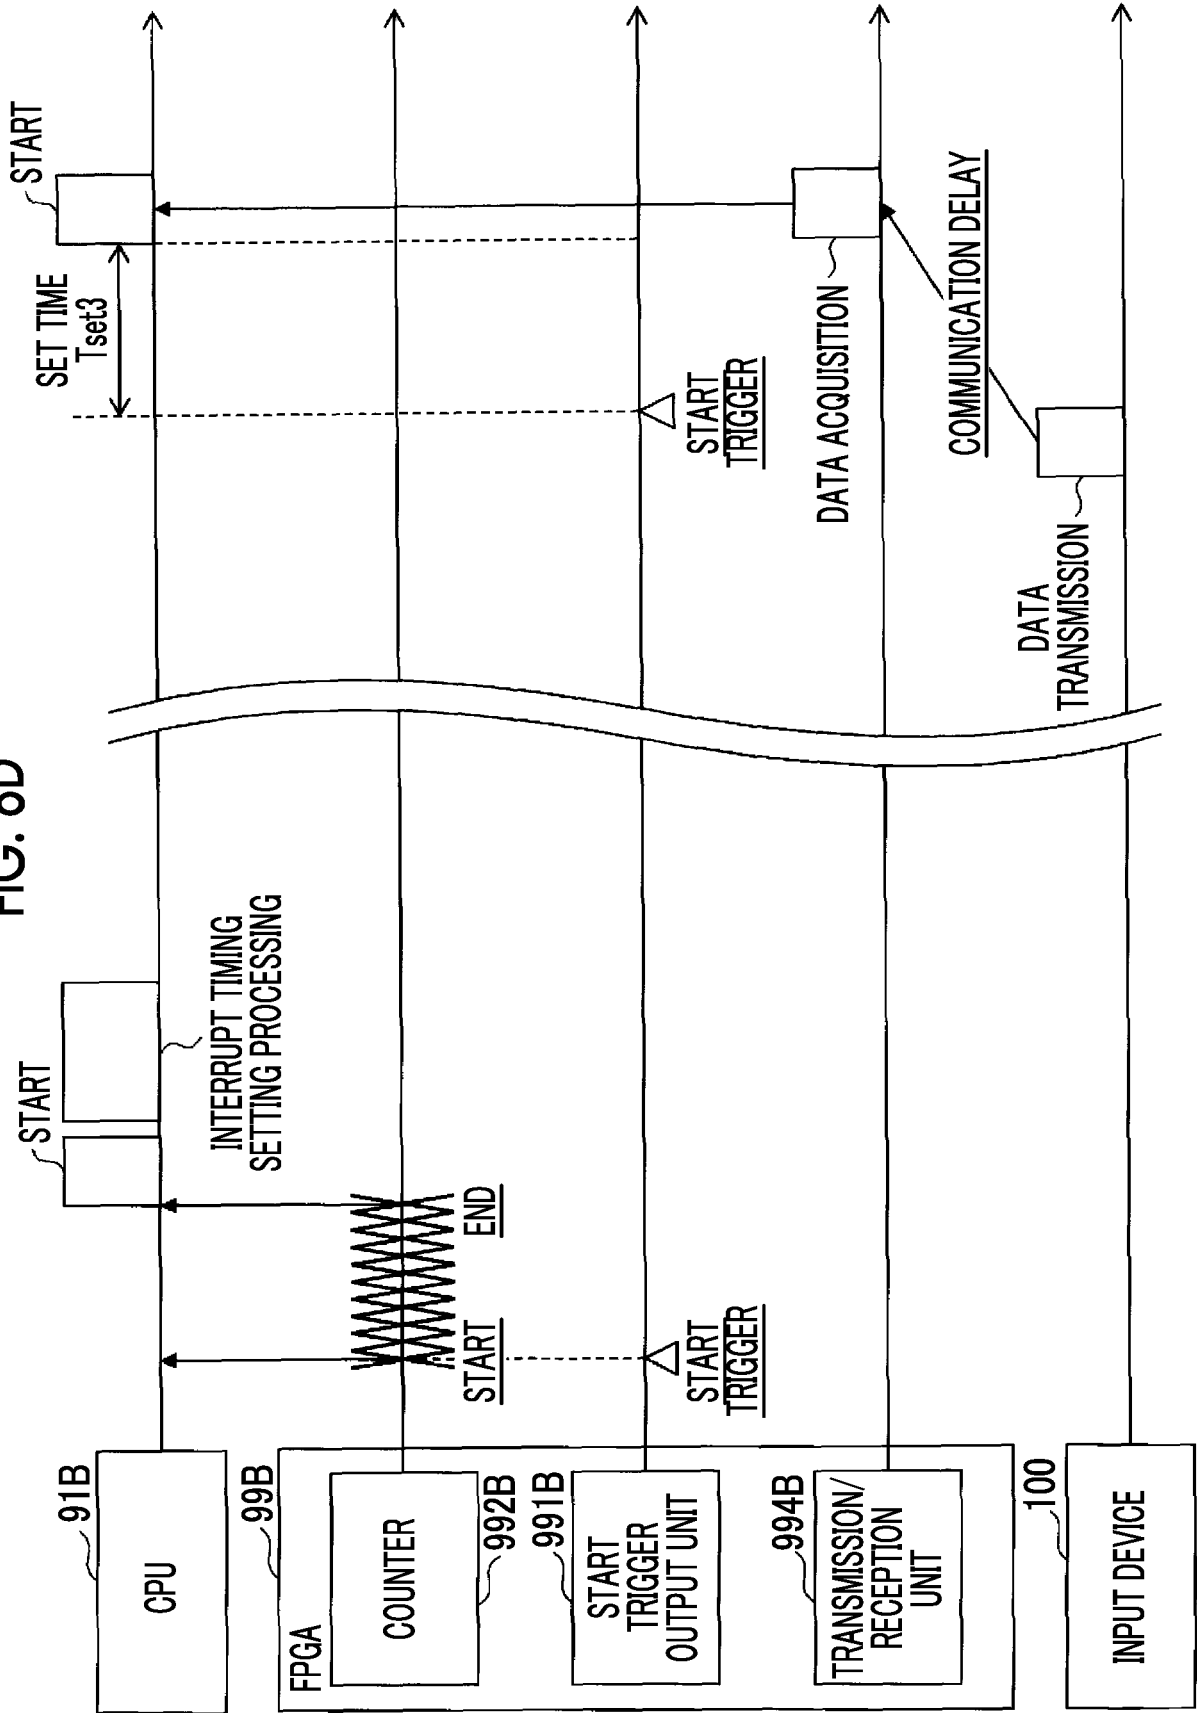 FIG. 6D
CPU
91B
FPGA
99B
COUNTER
992B
START
TRIGGER
OUTPUT UNIT
991B
TRANSMISSION/
RECEPTION
UNIT
994B
INPUT DEVICE
100
START
INTERRUPT TIMING
SETTING PROCESSING
START
END
START
TRIGGER
SET TIME
Tset3
START
START
TRIGGER
DATA ACQUISITION
COMMUNICATION DELAY
DATA
TRANSMISSION